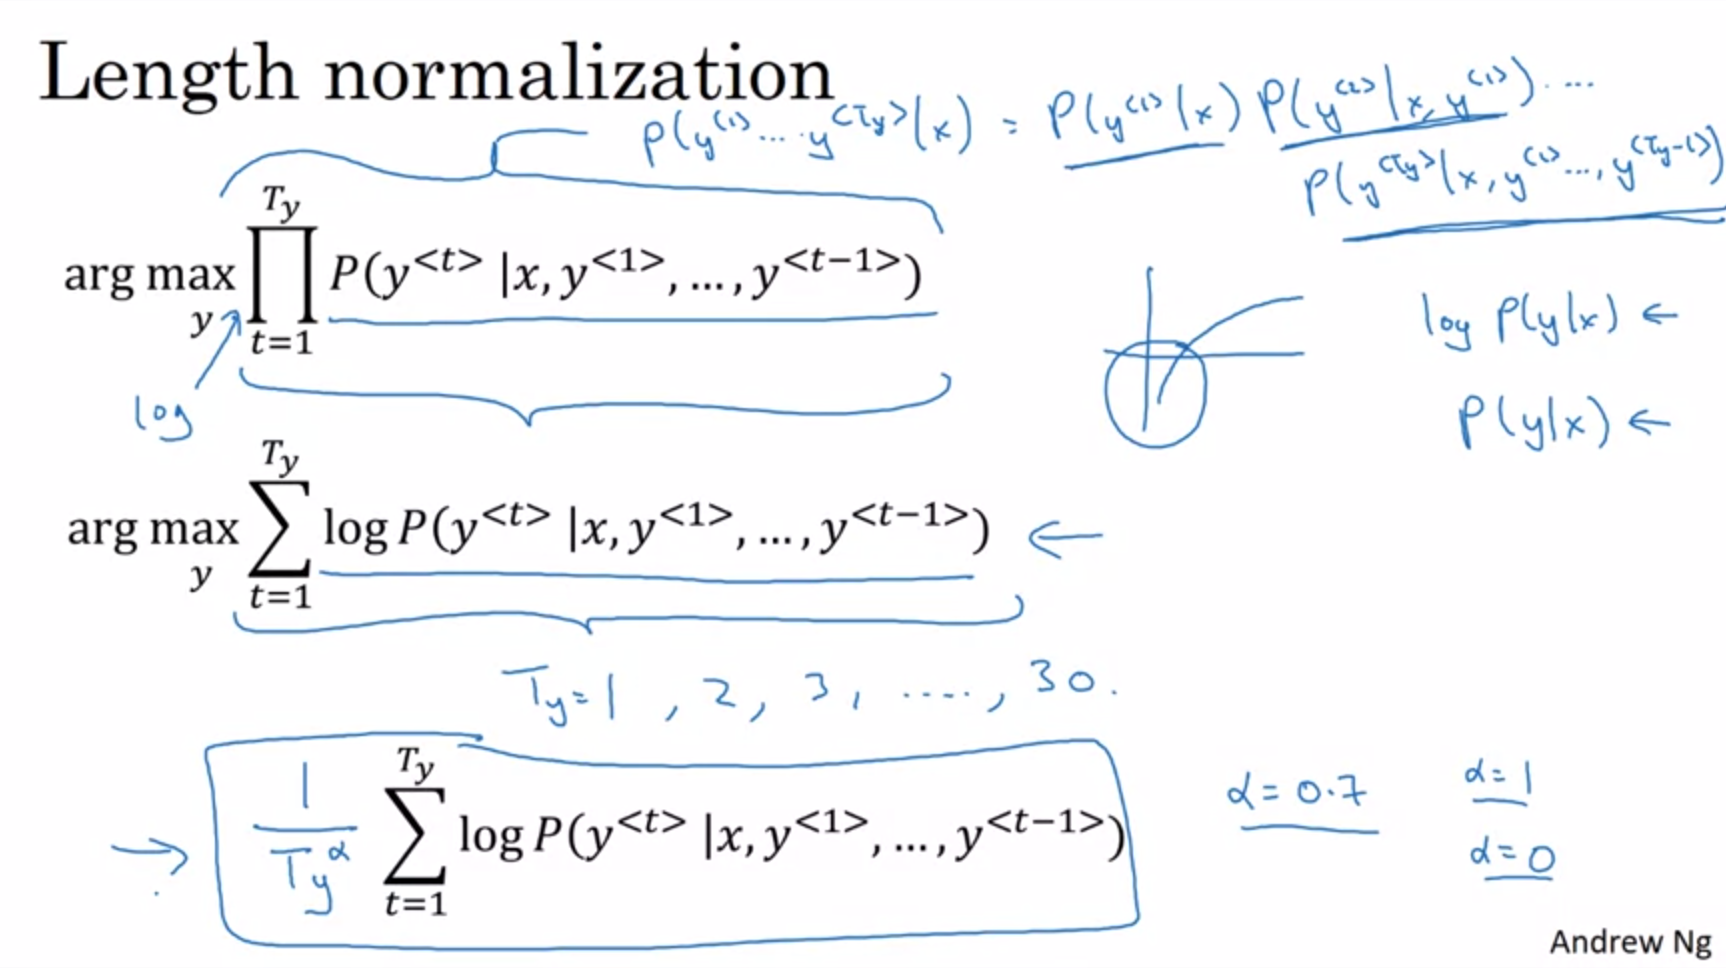 Length normalization
P(y<1>....y<Ty>|x) = P(y<1>|x) P(y<2>|x, y<1>)....
P(y<Ty>|x, y<1>..., y<Ty-1>)
arg max_y ∏_{t=1}^{Ty} P(y<t> |x, y<1>, ..., y<t−1>)
log
log P(y|x) ←
P(y|x) ←
arg max_y ∑_{t=1}^{Ty} log P(y<t> |x, y<1>, ..., y<t−1>) ←
Ty=1, 2, 3, ....., 30.
→ 1/Ty^α ∑_{t=1}^{Ty} log P(y<t> |x, y<1>, ..., y<t−1>)
α=0.7 α=1
α=0
Andrew Ng